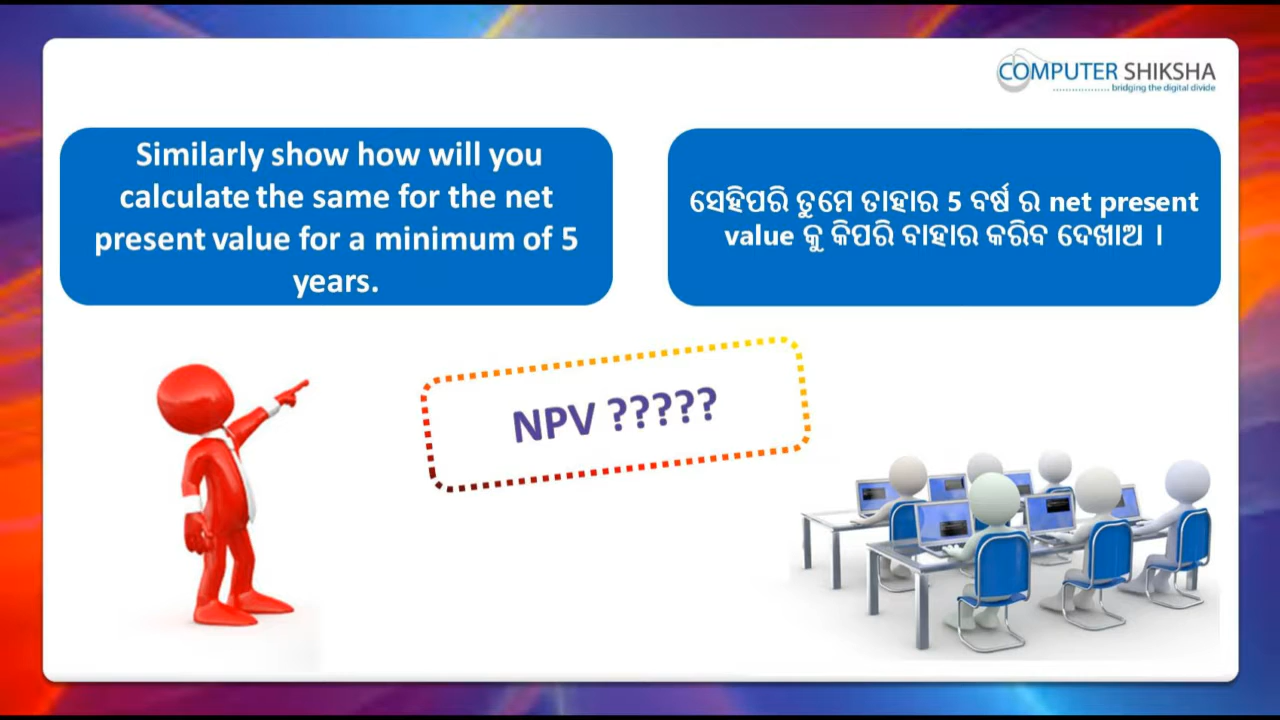 COMPUTER SHIKSHA
.................. bridging the digital divide
Similarly show how will you
calculate the same for the net
present value for a minimum of 5
years.
ସେହିପରି ତୁମେ ତାହାର 5 ବର୍ଷ ର net present
value କୁ କିପରି ବାହାର କରିବ ଦେଖାଅ ।
NPV ?????